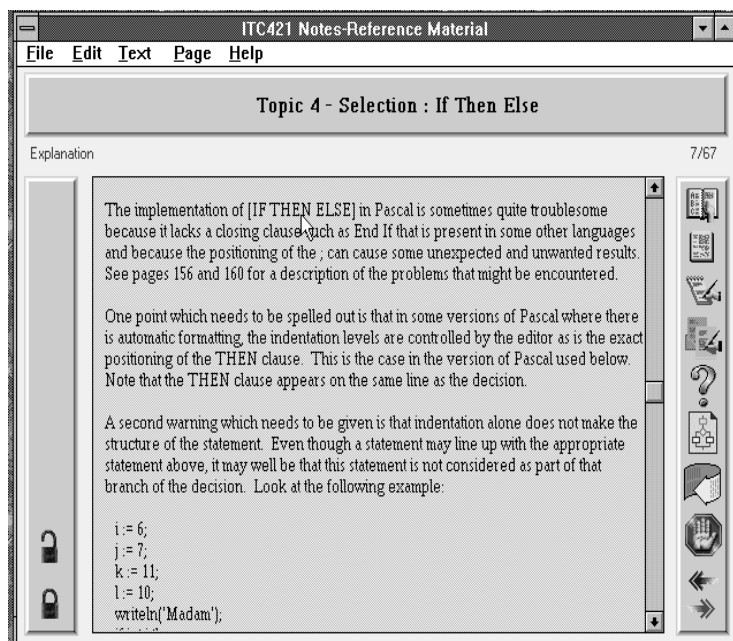 ITC421 Notes-Reference Material
File Edit Text Page Help
Topic 4 - Selection : If Then Else
Explanation
7/67
The implementation of [IF THEN ELSE] in Pascal is sometimes quite troublesome
because it lacks a closing clause such as End If that is present in some other languages
and because the positioning of the ; can cause some unexpected and unwanted results.
See pages 156 and 160 for a description of the problems that might be encountered.
One point which needs to be spelled out is that in some versions of Pascal where there
is automatic formatting, the indentation levels are controlled by the editor as is the exact
positioning of the THEN clause. This is the case in the version of Pascal used below.
Note that the THEN clause appears on the same line as the decision.
A second warning which needs to be given is that indentation alone does not make the
structure of the statement. Even though a statement may line up with the appropriate
statement above, it may well be that this statement is not considered as part of that
branch of the decision. Look at the following example:
i := 6;
j := 7;
k := 11;
l := 10;
writeln('Madam');